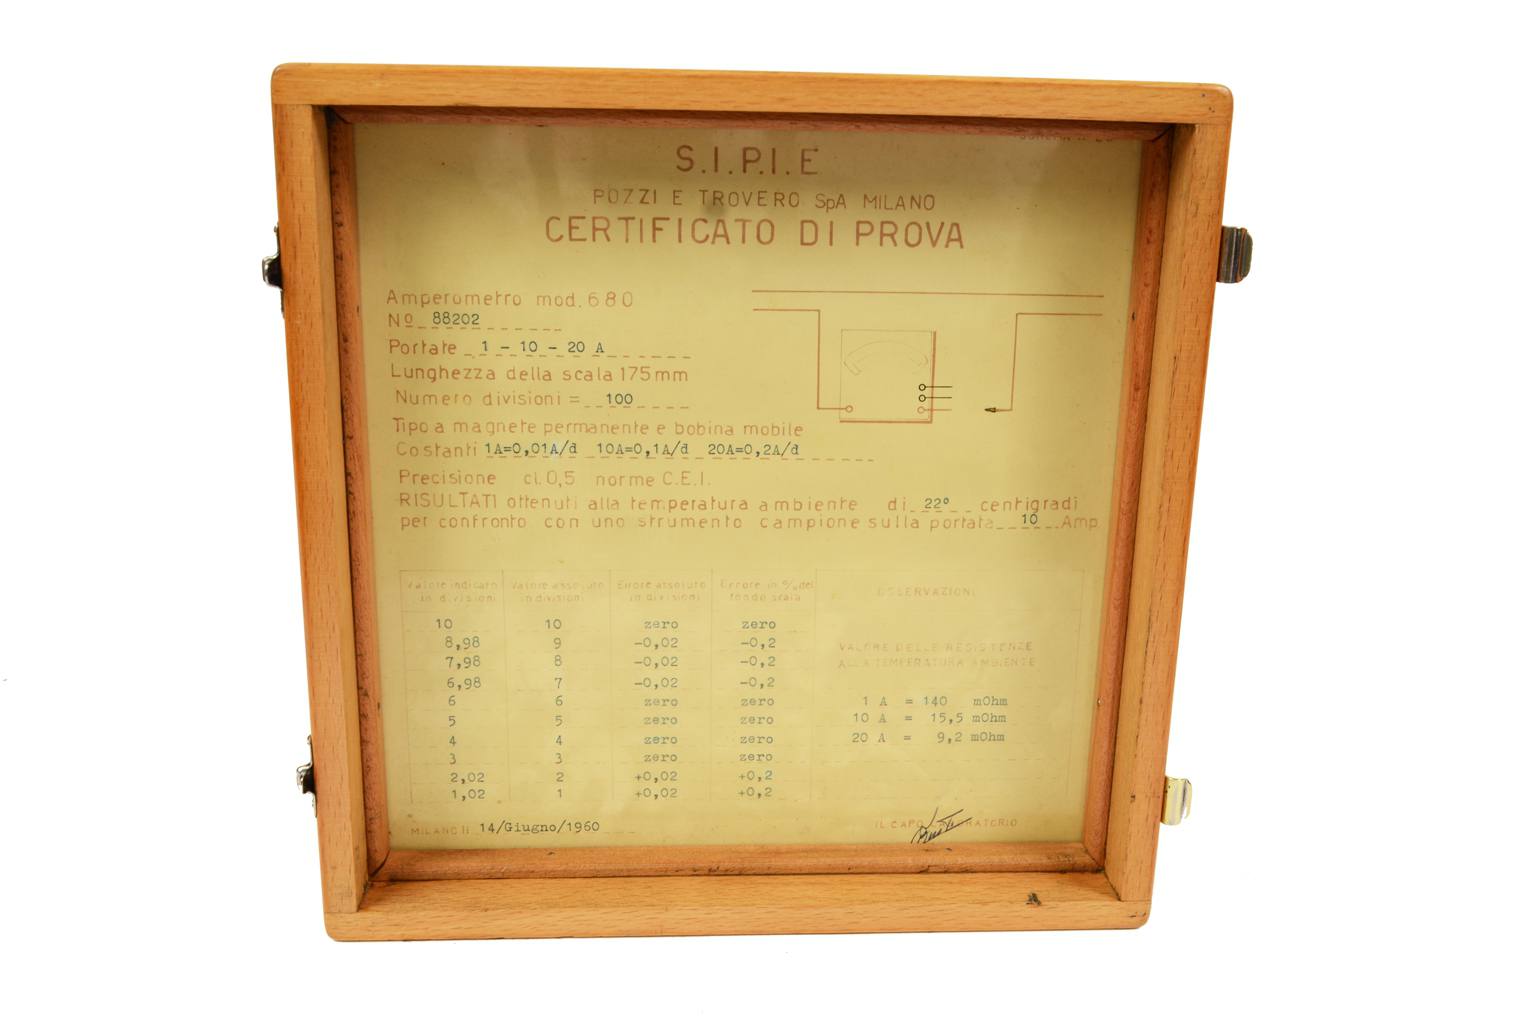 S.I.P.I.E
POZZI E TROVERO SpA MILANO
CERTIFICATO DI PROVA
Amperometro mod. 680
Nº 88202
Portate 1 - 10 - 20 A
Lunghezza della scala 175mm
Numero divisioni = 100
Tipo a magnete permanente e bobina mobile
Costanti 1A=0,01A/d 10A=0,1A/d 20A=0,2A/d
Precisione cl.0,5 norme C.E.I.
RISULTATI ottenuti alla temperatura ambiente di 22° centigradi
per confronto con uno strumento campione sulla portata 10 Amp
Valore indicato Valore assoluto Errore assoluto Errore in % del OSSERVAZIONI
in divisioni in divisioni in divisioni fondo scala
10 10 zero zero
8,98 9 -0,02 -0,2 VALORE DELLE RESISTENZE
7,98 8 -0,02 -0,2 ALLA TEMPERATURA AMBIENTE
6,98 7 -0,02 -0,2
6 6 zero zero 1 A = 140 mOhm
5 5 zero zero 10 A = 15,5 mOhm
4 4 zero zero 20 A = 9,2 mOhm
3 3 zero zero
2,02 2 +0,02 +0,2
1,02 1 +0,02 +0,2
MILANO li 14/Giugno/1960 IL CAPO LABORATORIO